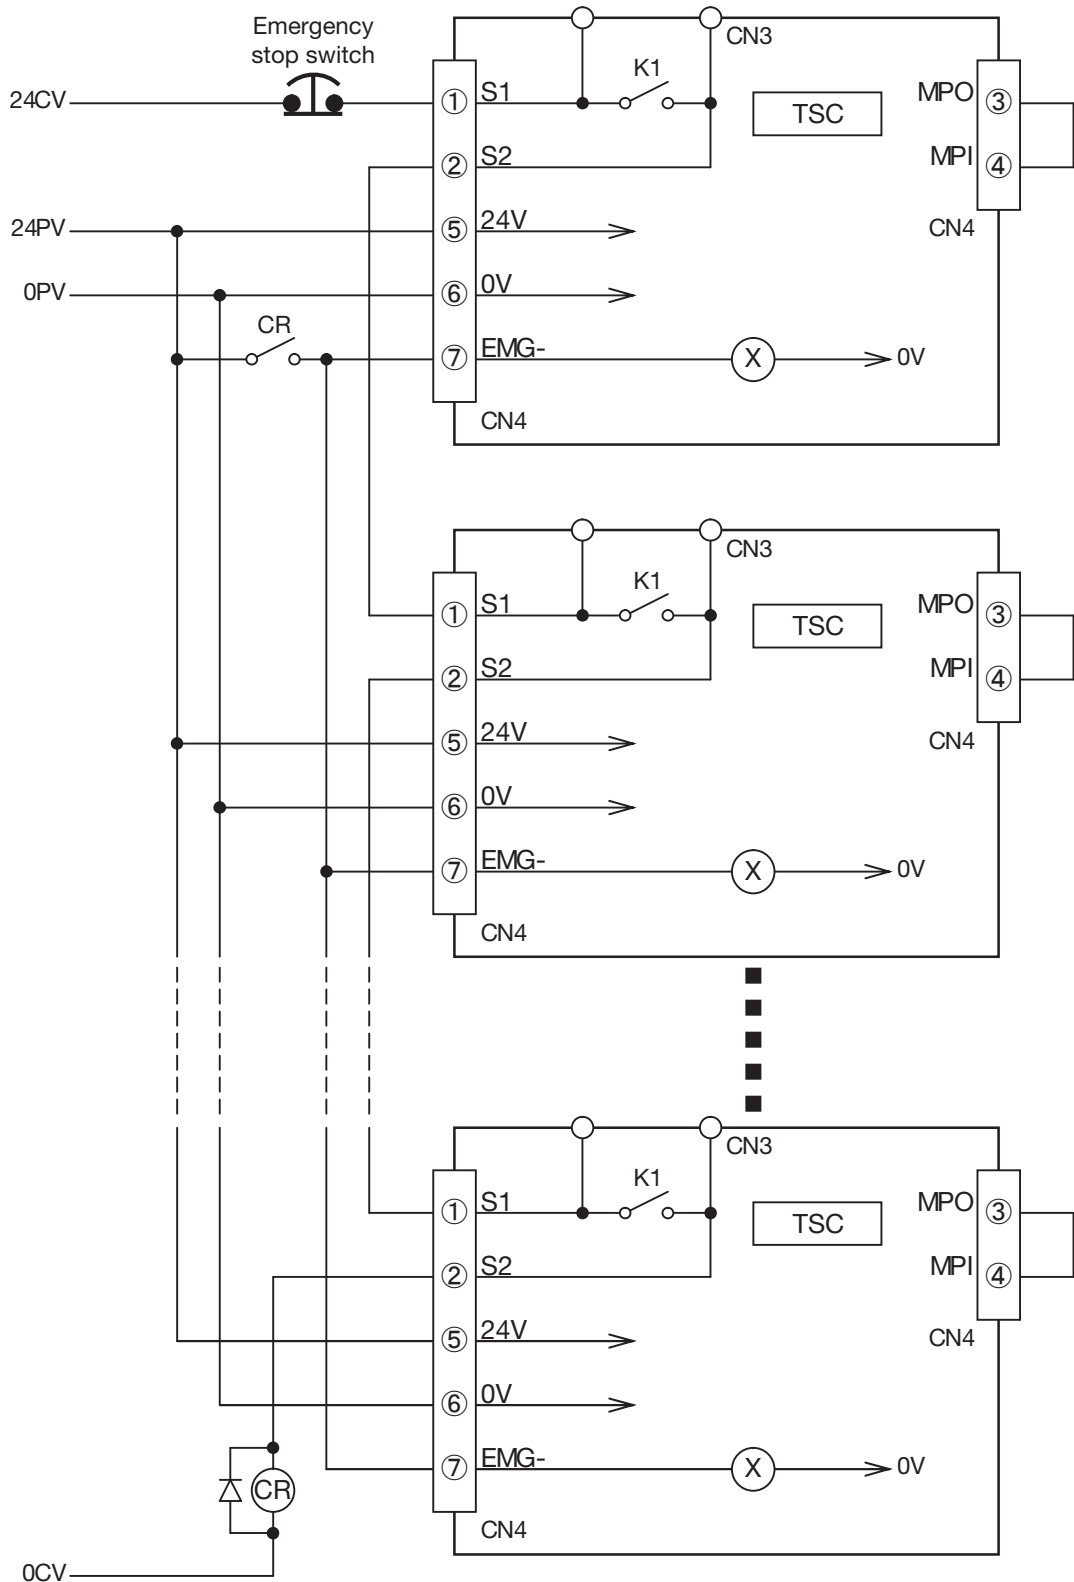 Emergency
stop switch
24CV
24PV
0PV
CR
CN3
K1
TSC
① S1
② S2
⑤ 24V
⑥ 0V
⑦ EMG-
X
0V
CN4
MPO ③
MPI ④
CN4
CN3
K1
TSC
① S1
② S2
⑤ 24V
⑥ 0V
⑦ EMG-
X
0V
CN4
MPO ③
MPI ④
CN4
CN3
K1
TSC
① S1
② S2
⑤ 24V
⑥ 0V
⑦ EMG-
X
0V
CN4
MPO ③
MPI ④
CN4
CR
0CV